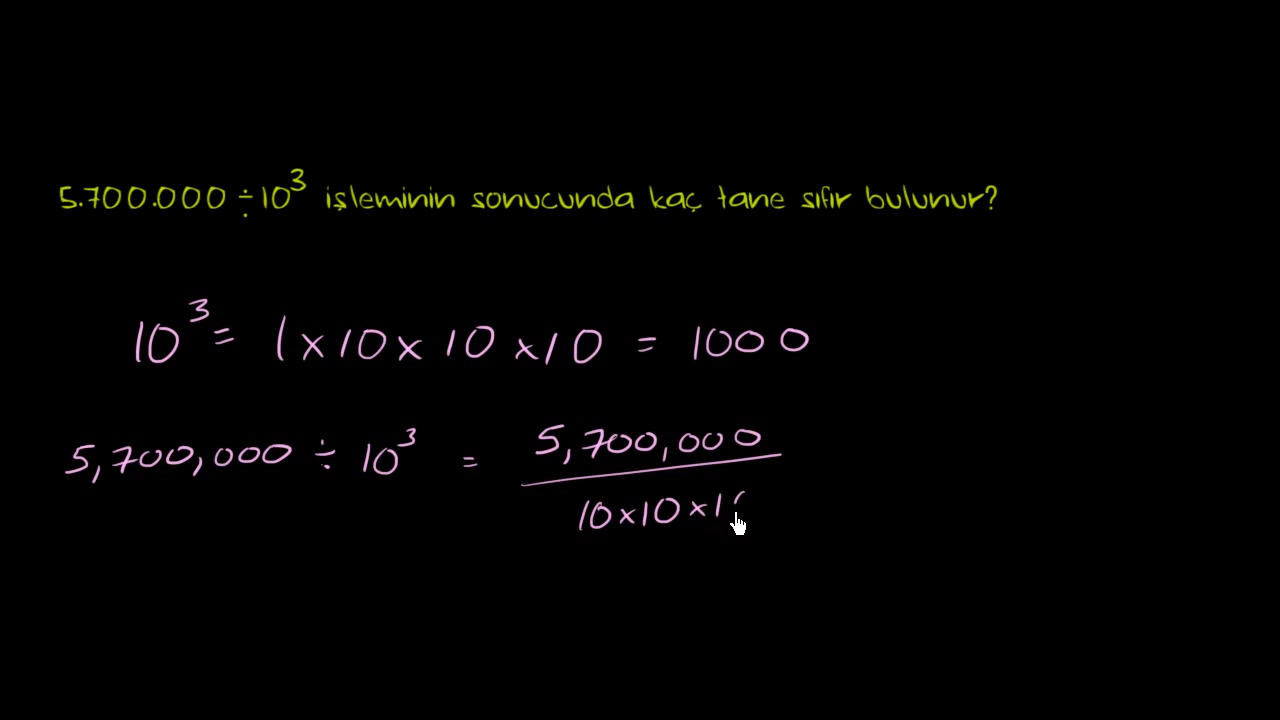 5.700.000 ÷ 10³ işleminin sonucunda kaç tane sıfır bulunur?
10³ = 1 x 10 x 10 x 10 = 1000
5,700,000 ÷ 10³ = 5,700,000
10 x 10 x 1